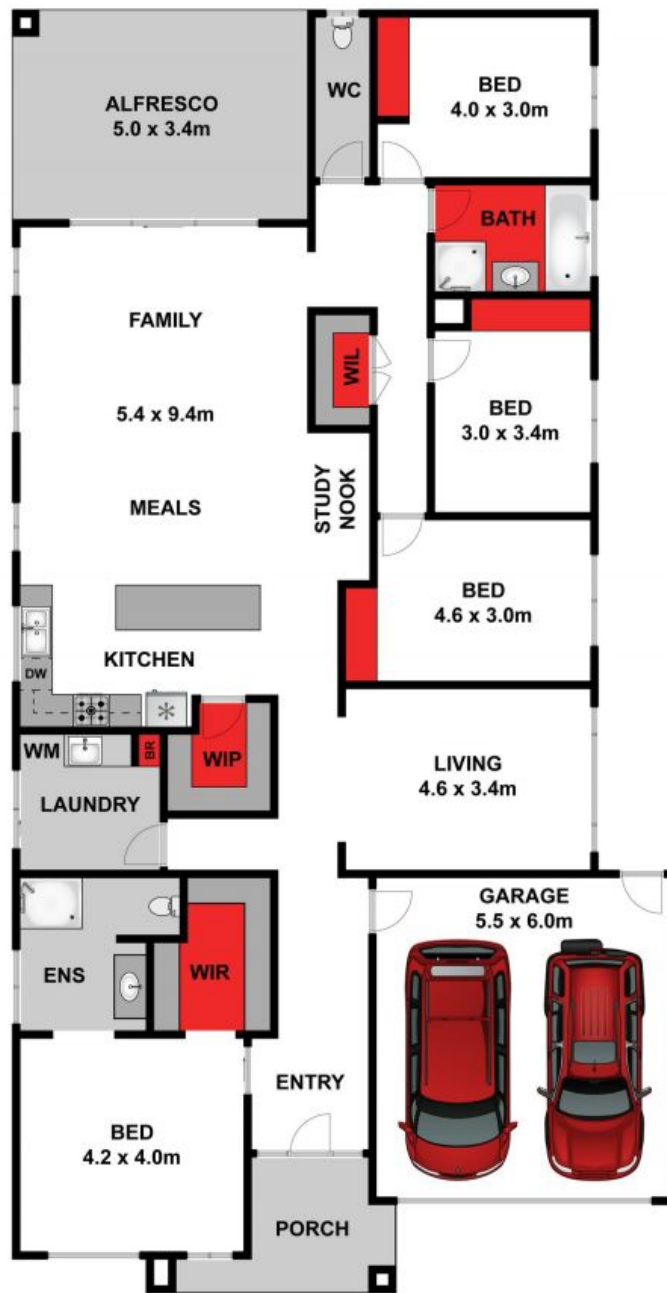 ALFRESCO
5.0 x 3.4m
WC
BED
4.0 x 3.0m
BATH
FAMILY
5.4 x 9.4m
MEALS
WIL
BED
3.0 x 3.4m
STUDY
NOOK
BED
4.6 x 3.0m
DW
KITCHEN
WM
BR
WIP
LAUNDRY
LIVING
4.6 x 3.4m
GARAGE
5.5 x 6.0m
ENS
WIR
ENTRY
BED
4.2 x 4.0m
PORCH